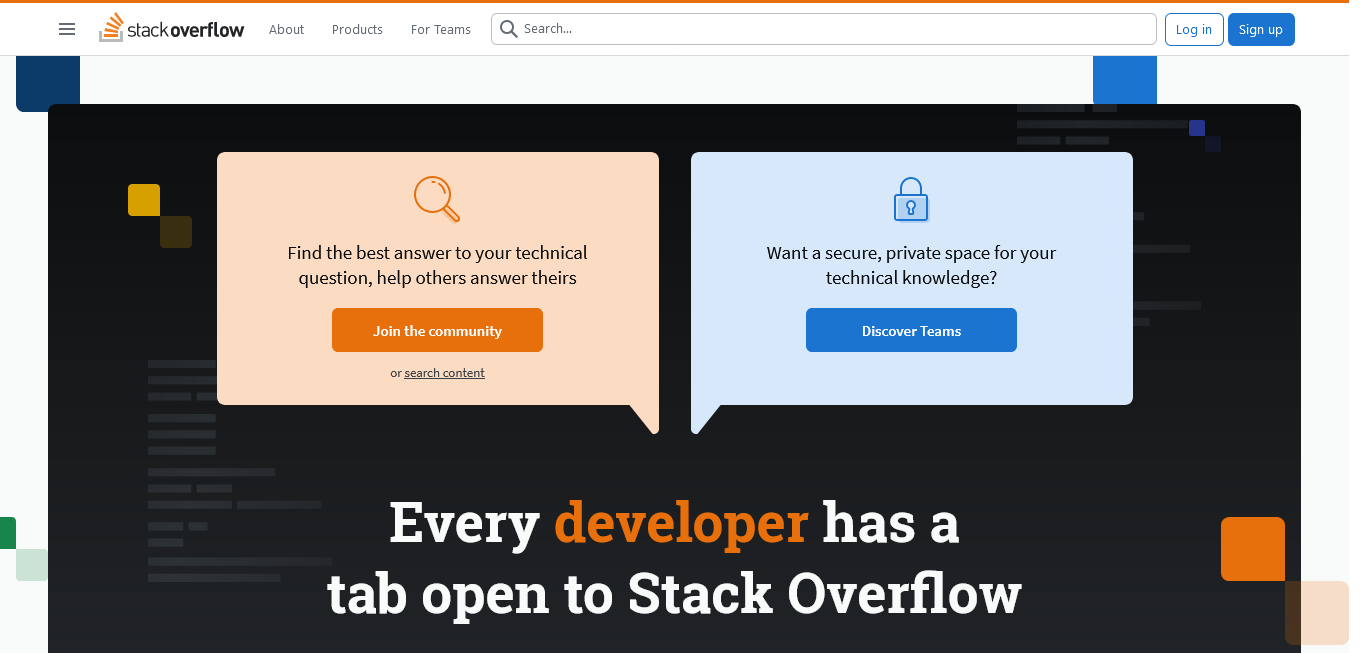 stack overflow
About
Products
For Teams
Search...
Log in
Sign up
Find the best answer to your technical
question, help others answer theirs
Join the community
or search content
Want a secure, private space for your
technical knowledge?
Discover Teams
Every developer has a
tab open to Stack Overflow